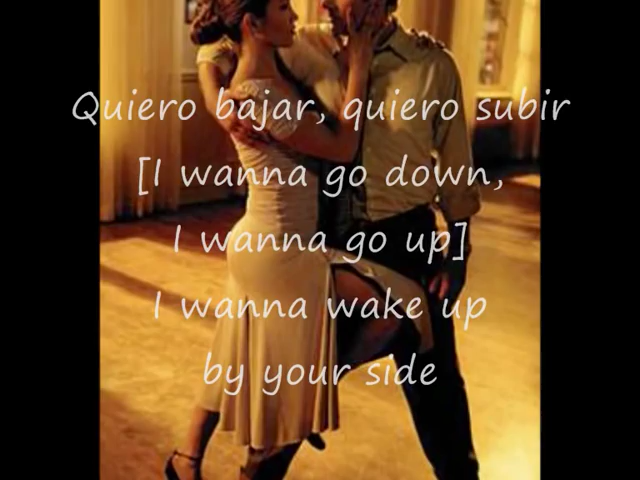 Quiero bajar, quiero subir
[I wanna go down,
I wanna go up]
I wanna wake up
by your side